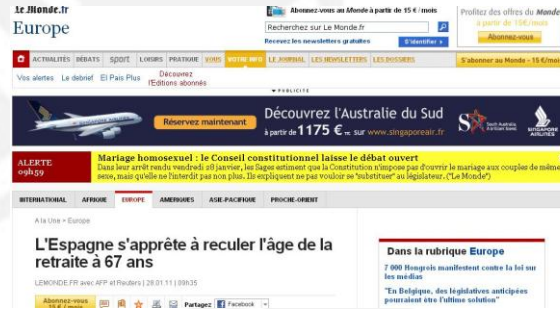 Le Monde.fr
Europe
Abonnez-vous au Monde à partir de 15 € / mois
Recherchez sur Le Monde.fr
Recevez les newsletters gratuites
S'identifier
Profitez des offres du Monde
à partir de 15€/mois
Abonnez-vous
ACTUALITÉS DÉBATS SPORT LOISIRS PRATIQUE VOUS VOTRE INFO LE JOURNAL LES NEWSLETTERS LES DOSSIERS
S'abonner au Monde - 15 €/mois
Vos alertes Le debrief El Pais Plus Découvrez l'Editions abonnés
PUBLICITÉ
Réservez maintenant
Découvrez l'Australie du Sud
à partir de 1175 € TTC sur www.singaporeair.fr
South Australia
SINGAPORE AIRLINES
ALERTE
09h59
Mariage homosexuel : le Conseil constitutionnel laisse le débat ouvert
Dans leur arrêt rendu vendredi 28 janvier, les Sages estiment que la Constitution n'impose pas d'ouvrir le mariage aux couples de même
sexe, mais qu'elle ne l'interdit pas non plus. Ils expliquent ne pas vouloir se "substituer" au législateur. ("Le Monde")
INTERNATIONAL AFRIQUE EUROPE AMERIQUES ASIE-PACIFIQUE PROCHE-ORIENT
A la Une > Europe
L'Espagne s'apprête à reculer l'âge de la
retraite à 67 ans
LEMONDE.FR avec AFP et Reuters | 28.01.11 | 09h35
Abonnez-vous
15 € / mois
Partagez Facebook
Dans la rubrique Europe
7 000 Hongrois manifestent contre la loi sur
les médias
"En Belgique, des législatives anticipées
pourraient être l'ultime solution"